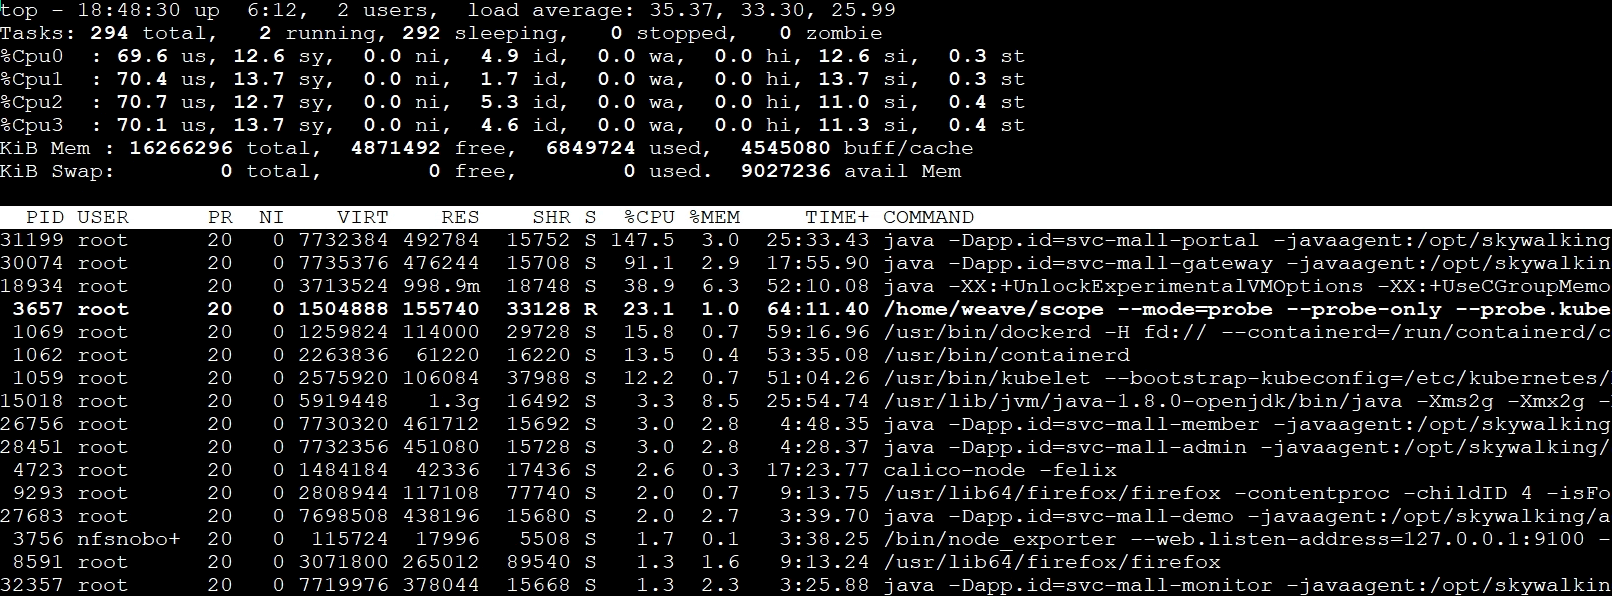 top - 18:48:30 up  6:12,  2 users,  load average: 35.37, 33.30, 25.99
Tasks: 294 total,   2 running, 292 sleeping,   0 stopped,   0 zombie
%Cpu0  : 69.6 us, 12.6 sy,  0.0 ni,  4.9 id,  0.0 wa,  0.0 hi, 12.6 si,  0.3 st
%Cpu1  : 70.4 us, 13.7 sy,  0.0 ni,  1.7 id,  0.0 wa,  0.0 hi, 13.7 si,  0.3 st
%Cpu2  : 70.7 us, 12.7 sy,  0.0 ni,  5.3 id,  0.0 wa,  0.0 hi, 11.0 si,  0.4 st
%Cpu3  : 70.1 us, 13.7 sy,  0.0 ni,  4.6 id,  0.0 wa,  0.0 hi, 11.3 si,  0.4 st
KiB Mem : 16266296 total,  4871492 free,  6849724 used,  4545080 buff/cache
KiB Swap:        0 total,        0 free,        0 used.  9027236 avail Mem
PID USER      PR  NI    VIRT    RES    SHR S  %CPU %MEM     TIME+ COMMAND
31199 root      20   0 7732384 492784  15752 S 147.5  3.0  25:33.43 java -Dapp.id=svc-mall-portal -javaagent:/opt/skywalking
30074 root      20   0 7735376 476244  15708 S  91.1  2.9  17:55.90 java -Dapp.id=svc-mall-gateway -javaagent:/opt/skywalkin
18934 root      20   0 3713524 998.9m  18748 S  38.9  6.3  52:10.08 java -XX:+UnlockExperimentalVMOptions -XX:+UseCGroupMemo
3657 root      20   0 1504888 155740  33128 R  23.1  1.0  64:11.40 /home/weave/scope --mode=probe --probe-only --probe.kube
1069 root      20   0 1259824 114000  29728 S  15.8  0.7  59:16.96 /usr/bin/dockerd -H fd:// --containerd=/run/containerd/c
1062 root      20   0 2263836  61220  16220 S  13.5  0.4  53:35.08 /usr/bin/containerd
1059 root      20   0 2575920 106084  37988 S  12.2  0.7  51:04.26 /usr/bin/kubelet --bootstrap-kubeconfig=/etc/kubernetes/
15018 root      20   0 5919448   1.3g  16492 S   3.3  8.5  25:54.74 /usr/lib/jvm/java-1.8.0-openjdk/bin/java -Xms2g -Xmx2g -
26756 root      20   0 7730320 461712  15692 S   3.0  2.8   4:48.35 java -Dapp.id=svc-mall-member -javaagent:/opt/skywalking
28451 root      20   0 7732356 451080  15728 S   3.0  2.8   4:28.37 java -Dapp.id=svc-mall-admin -javaagent:/opt/skywalking/
4723 root      20   0 1484184  42336  17436 S   2.6  0.3  17:23.77 calico-node -felix
9293 root      20   0 2808944 117108  77740 S   2.0  0.7   9:13.75 /usr/lib64/firefox/firefox -contentproc -childID 4 -isFo
27683 root      20   0 7698508 438196  15680 S   2.0  2.7   3:39.70 java -Dapp.id=svc-mall-demo -javaagent:/opt/skywalking/a
3756 nfsnobo+  20   0  115724  17996   5508 S   1.7  0.1   3:38.25 /bin/node_exporter --web.listen-address=127.0.0.1:9100 -
8591 root      20   0 3071800 265012  89540 S   1.3  1.6   9:13.24 /usr/lib64/firefox/firefox
32357 root      20   0 7719976 378044  15668 S   1.3  2.3   3:25.88 java -Dapp.id=svc-mall-monitor -javaagent:/opt/skywalkin